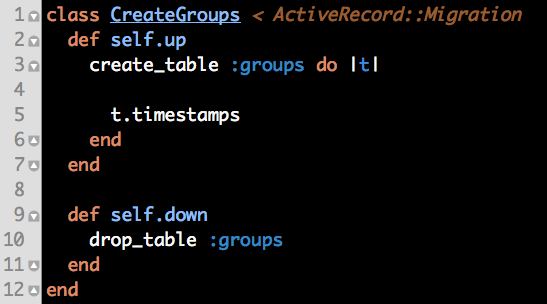 1 class CreateGroups < ActiveRecord::Migration
2   def self.up
3     create_table :groups do |t|
4
5       t.timestamps
6     end
7   end
8
9   def self.down
10     drop_table :groups
11   end
12 end